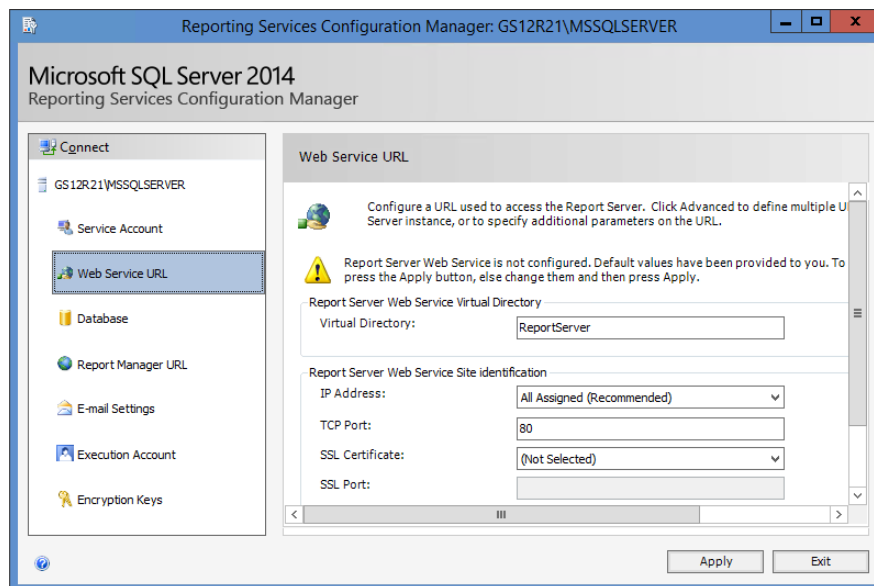 Reporting Services Configuration Manager: GS12R21\MSSQLSERVER
Microsoft SQL Server 2014
Reporting Services Configuration Manager
Connect
GS12R21\MSSQLSERVER
Service Account
Web Service URL
Database
Report Manager URL
E-mail Settings
Execution Account
Encryption Keys
Web Service URL
Configure a URL used to access the Report Server. Click Advanced to define multiple U
Server instance, or to specify additional parameters on the URL.
Report Server Web Service is not configured. Default values have been provided to you. To
press the Apply button, else change them and then press Apply.
Report Server Web Service Virtual Directory
Virtual Directory: ReportServer
Report Server Web Service Site identification
IP Address: All Assigned (Recommended)
TCP Port: 80
SSL Certificate: (Not Selected)
SSL Port:
Apply Exit